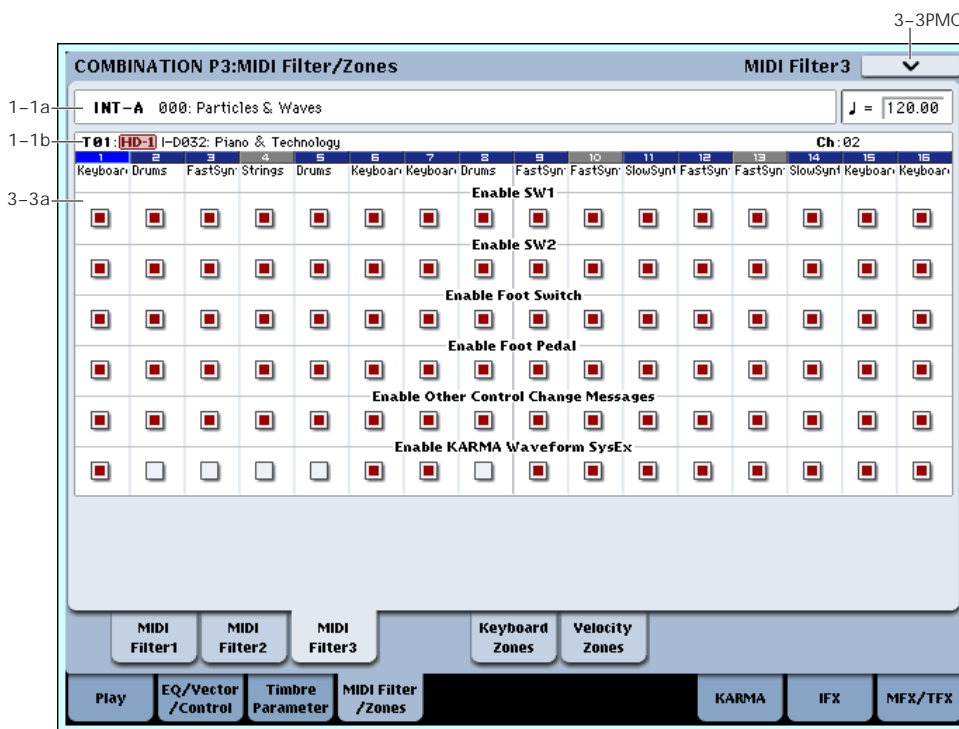 3-3PMC
COMBINATION P3:MIDI Filter/Zones MIDI Filter3
1-1a INT-A 000: Particles & Waves ♩ = 120.00
1-1b T01:HD-1 I-D032: Piano & Technology Ch:02
1 2 3 4 5 6 7 8 9 10 11 12 13 14 15 16
Keyboar Drums FastSyn Strings Drums Keyboar Keyboar Drums FastSyn FastSyn SlowSynt FastSyn FastSyn SlowSynt Keyboar Keyboar
3-3a
Enable SW1
Enable SW2
Enable Foot Switch
Enable Foot Pedal
Enable Other Control Change Messages
Enable KARMA Waveform SysEx
MIDI Filter1 MIDI Filter2 MIDI Filter3 Keyboard Zones Velocity Zones
Play EQ/Vector /Control Timbre Parameter MIDI Filter /Zones KARMA IFX MFX/TFX